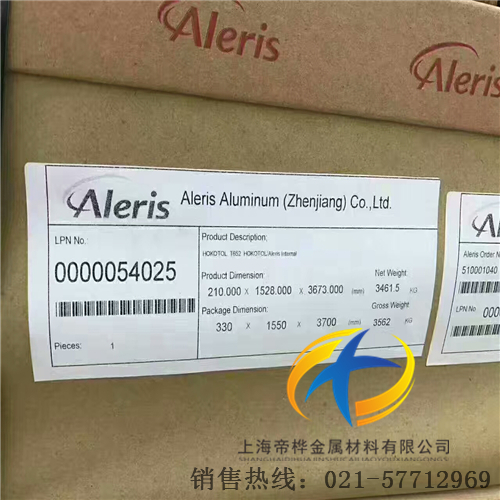 Aleris
Aleris
Aleris
Aleris Aluminum (Zhenjiang) Co.,Ltd.
LPN No.:
0000054025
Pieces: 1
Product Description:
HOKOTOL T652 HOKOTOL/Aleris Internal
Product Dimension:
210.000 X 1528.000 X 3673.000 (mm)
Net Weight:
3461.5 KG
Package Dimension:
330 X 1550 X 3700 (mm)
Gross Weight:
3562 KG
Aleris Order N
510001040
LPN No
上海帝桦金属材料有限公司
销售热线：021-57712969